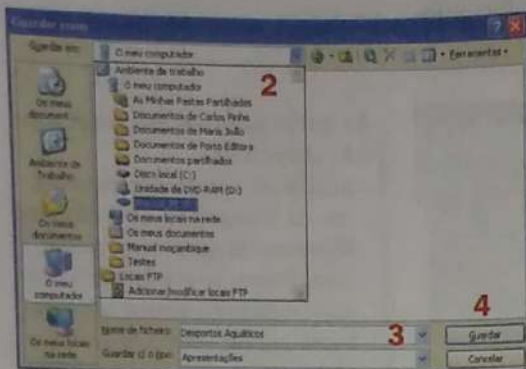 Guardar como
Guardar em: O meu computador Ferramentas
Ambiente de trabalho
2
O meu computador
As Minhas Pastas Partilhadas
Documentos de Carlos Pinho
Documentos de Maria João
Documentos de Porto Editora
Documentos partilhados
Disco local (C:)
Unidade de DVD-RAM (D:)
Os meus locais na rede
Os meus documentos
Manual moçambique
Testes
Locais FTP
Adicionar/modificar locais FTP
Os meus document...
Ambiente de Trabalho
Os meus documentos
O meu computador
Os meus locais na rede
4
Nome de ficheiro: Desportos Aquáticos 3 Guardar
Guardar c/ o tipo: Apresentações Cancelar